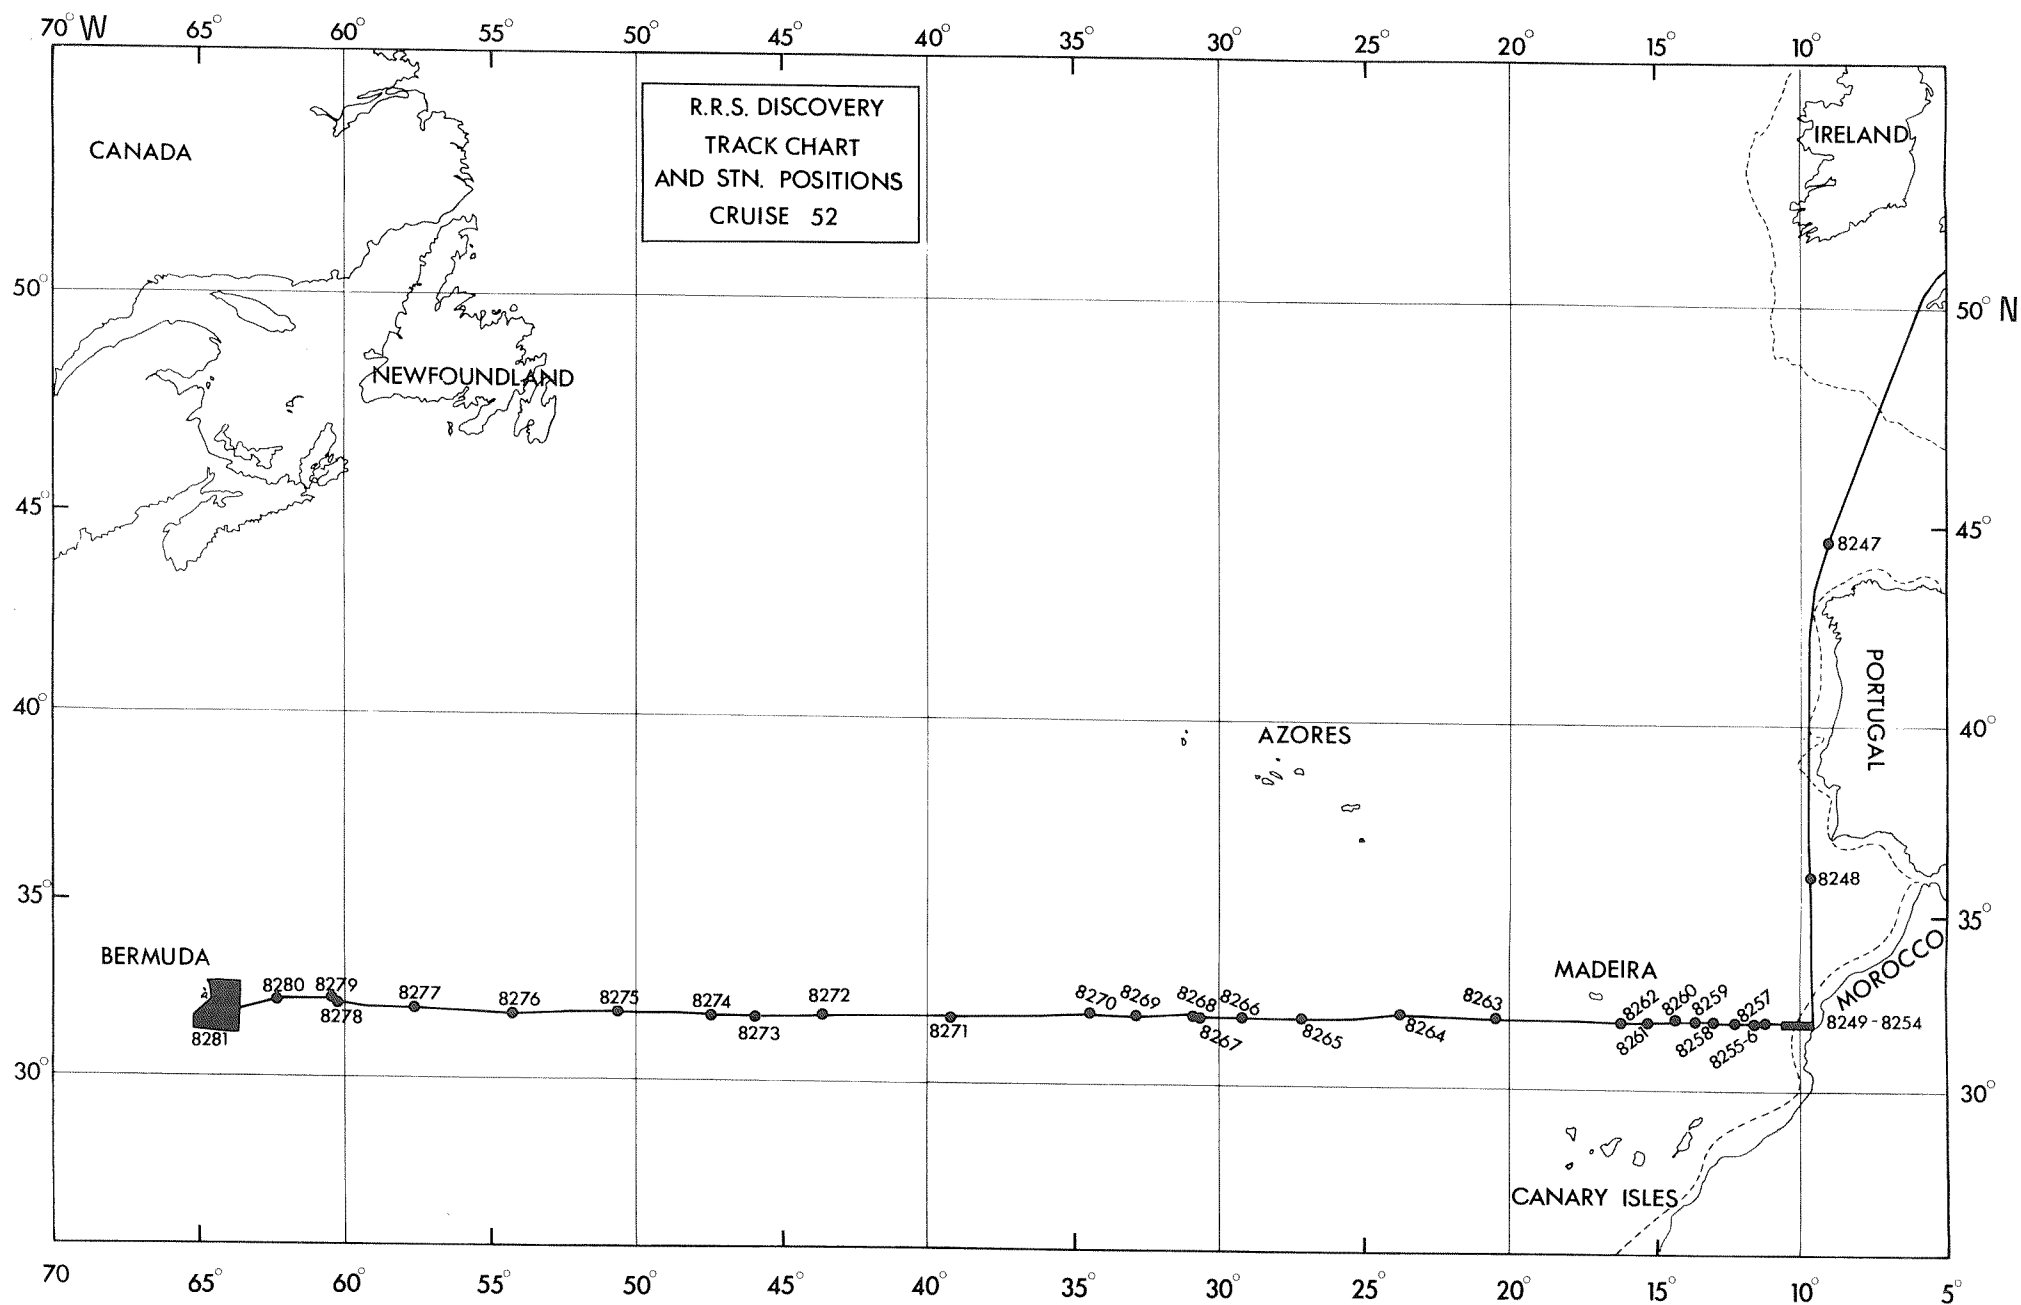 70° W 65° 60° 55° 50° 45° 40° 35° 30° 25° 20° 15° 10°
R.R.S. DISCOVERY
TRACK CHART
AND STN. POSITIONS
CRUISE 52
CANADA
IRELAND
50°
50° N
NEWFOUNDLAND
45°
45°
8247
PORTUGAL
40°
40°
AZORES
35°
35°
8248
MOROCCO
BERMUDA
MADEIRA
8281
8280
8279
8278
8277
8276
8275
8274
8273
8272
8271
8270
8269
8268
8267
8266
8265
8264
8263
8262
8261
8260
8259
8258
8257
8255-6
8249-8254
30°
30°
CANARY ISLES
70 65° 60° 55° 50° 45° 40° 35° 30° 25° 20° 15° 10° 5°